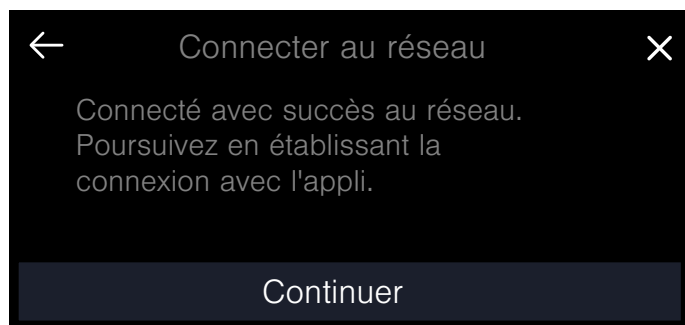 Connecter au réseau
Connecté avec succès au réseau.
Poursuivez en établissant la
connexion avec l'appli.
Continuer